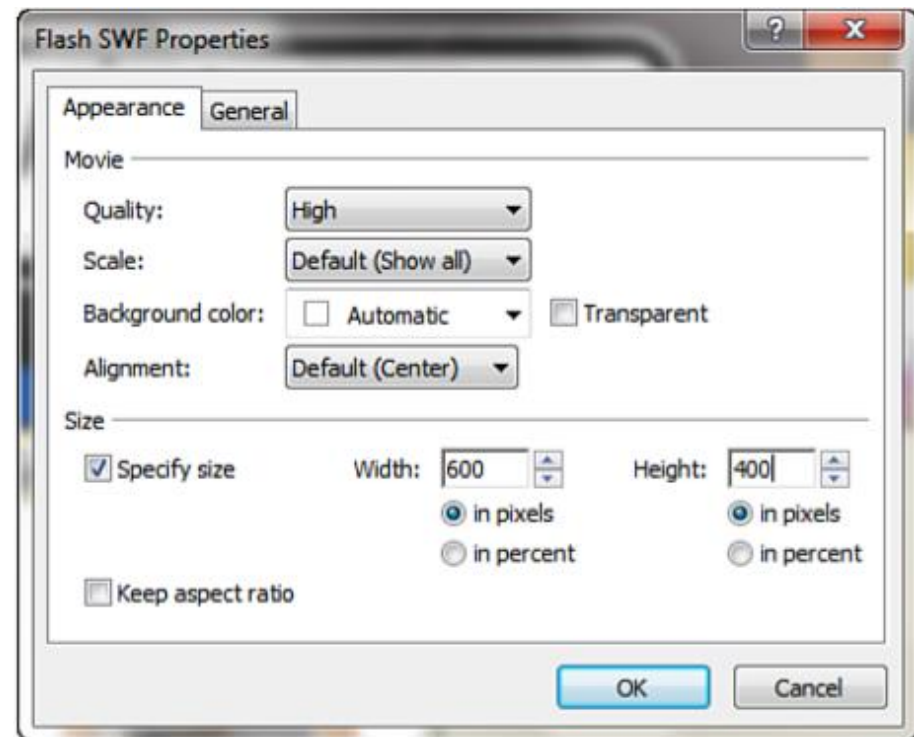 Flash SWF Properties
?
Appearance General
Movie
Quality: High
Scale: Default (Show all)
Background color: Automatic Transparent
Alignment: Default (Center)
Size
Specify size Width: 600 Height: 400
in pixels in pixels
in percent in percent
Keep aspect ratio
OK Cancel